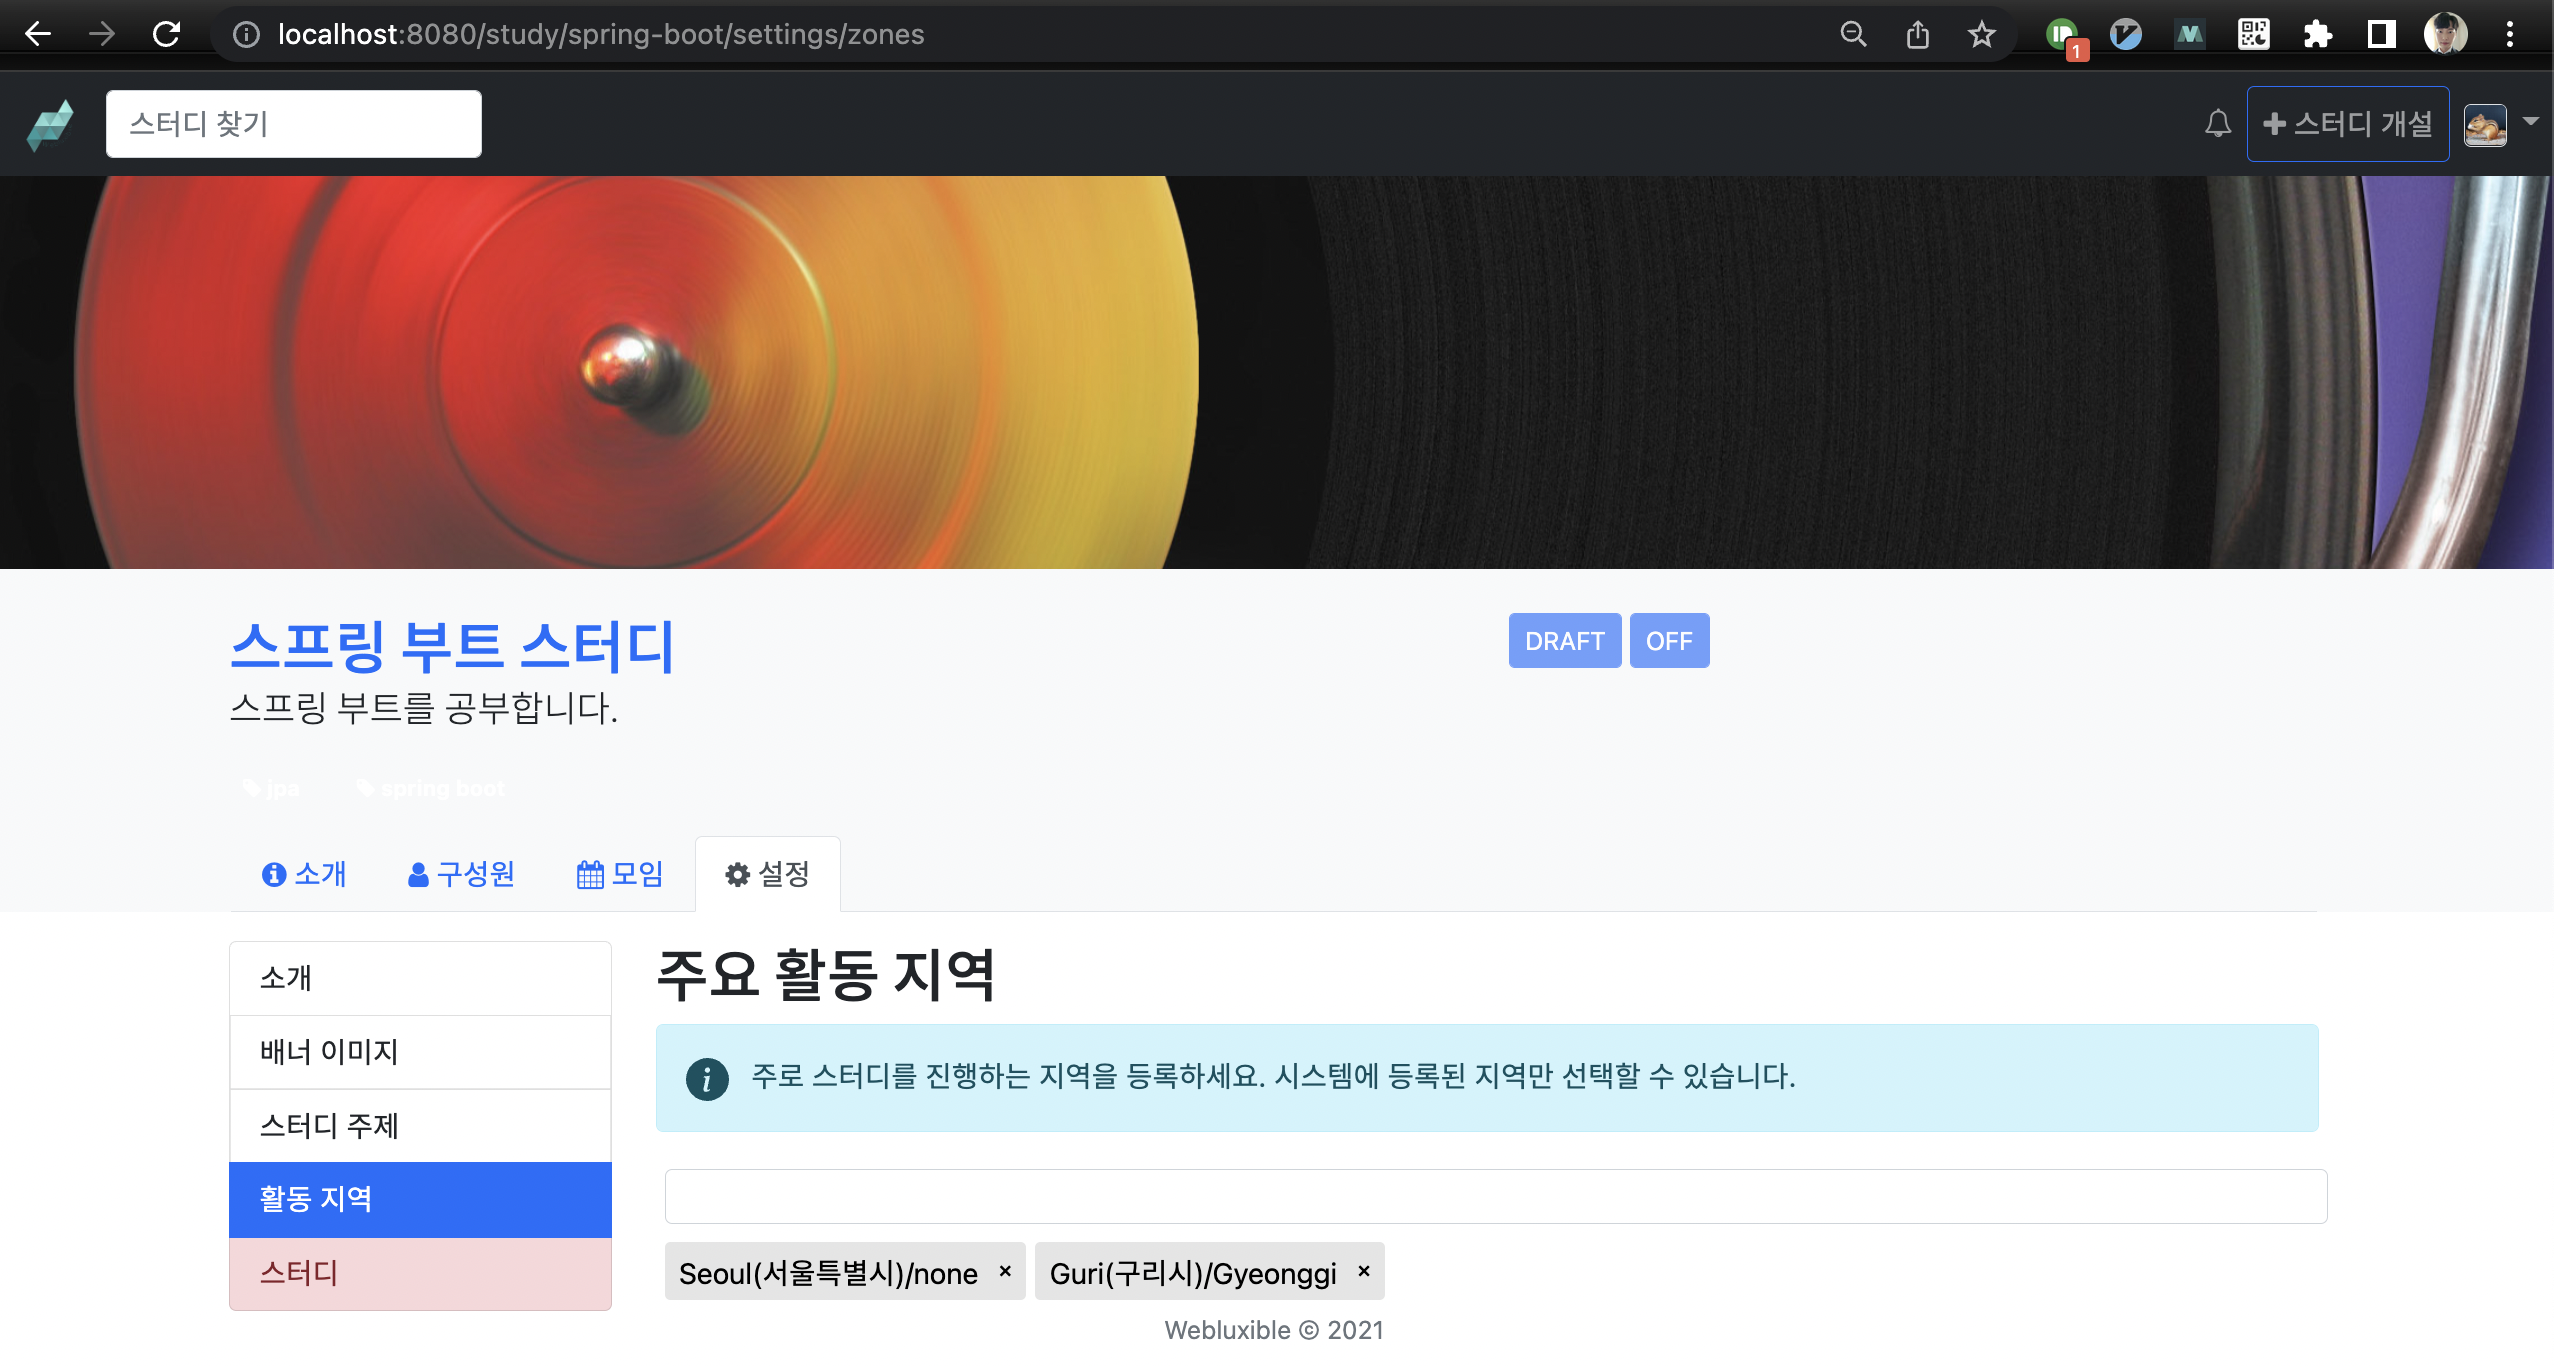 localhost:8080/study/spring-boot/settings/zones
1
스터디 찾기
스터디 개설
스프링 부트 스터디
DRAFT OFF
스프링 부트를 공부합니다.
jpa spring boot
소개 구성원 모임 설정
소개
배너 이미지
스터디 주제
활동 지역
스터디
주요 활동 지역
주로 스터디를 진행하는 지역을 등록하세요. 시스템에 등록된 지역만 선택할 수 있습니다.
Seoul(서울특별시)/none × Guri(구리시)/Gyeonggi ×
Webluxible © 2021